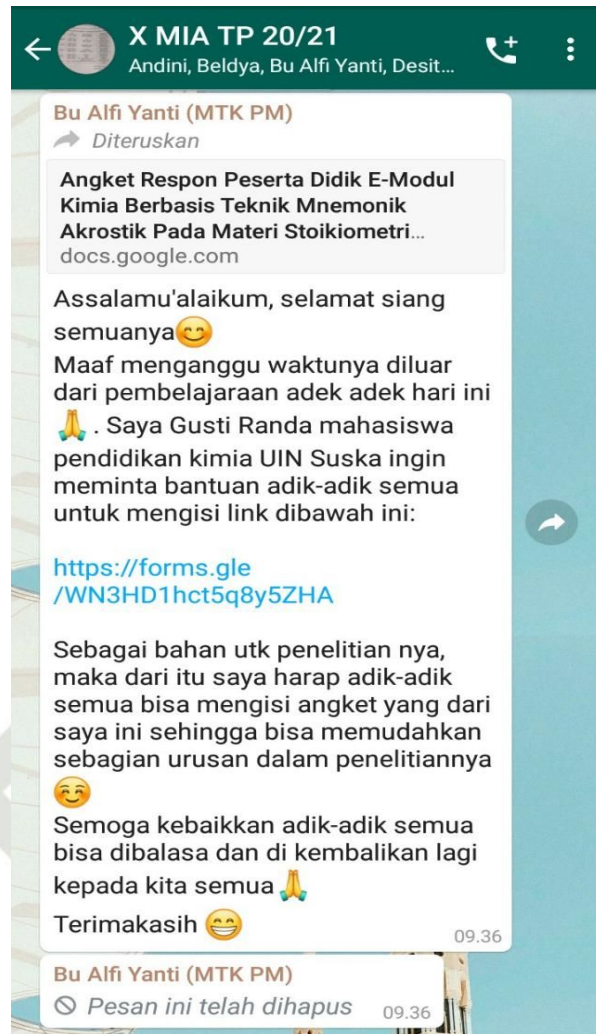 X MIA TP 20/21
Andini, Beldya, Bu Alfi Yanti, Desit...
Bu Alfi Yanti (MTK PM)
Diteruskan
Angket Respon Peserta Didik E-Modul
Kimia Berbasis Teknik Mnemonik
Akrostik Pada Materi Stoikiometri...
docs.google.com
Assalamu'alaikum, selamat siang
semuanya😊
Maaf menganggu waktunya diluar
dari pembelajaraan adek adek hari ini
🙏 . Saya Gusti Randa mahasiswa
pendidikan kimia UIN Suska ingin
meminta bantuan adik-adik semua
untuk mengisi link dibawah ini:
https://forms.gle
/WN3HD1hct5q8y5ZHA
Sebagai bahan utk penelitian nya,
maka dari itu saya harap adik-adik
semua bisa mengisi angket yang dari
saya ini sehingga bisa memudahkan
sebagian urusan dalam penelitiannya
☺️
Semoga kebaikkan adik-adik semua
bisa dibalasa dan di kembalikan lagi
kepada kita semua🙏
Terimakasih 😁
09.36
Bu Alfi Yanti (MTK PM)
Pesan ini telah dihapus 09.36